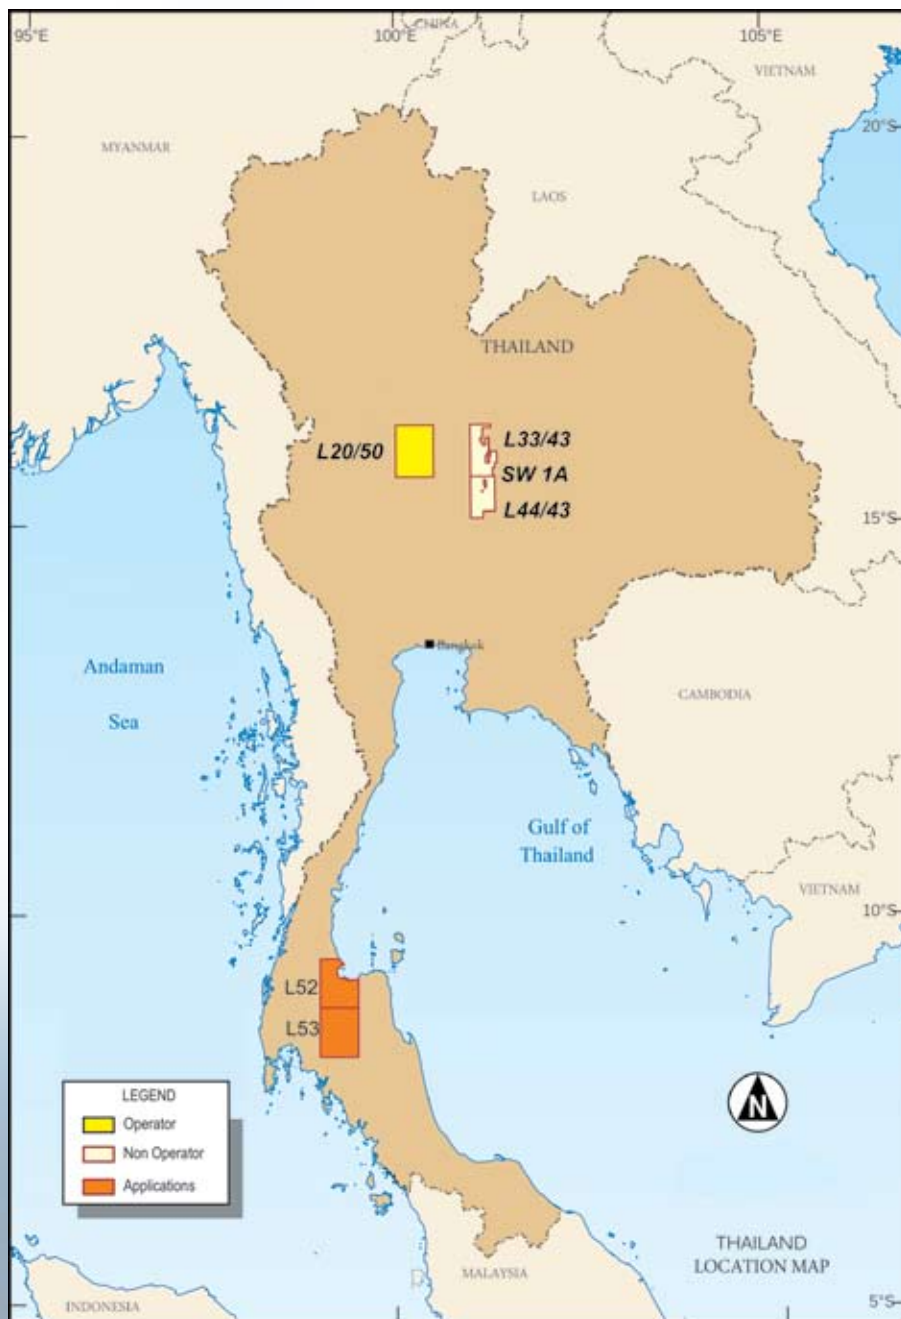 95°E
100°E
105°E
CHINA
VIETNAM
20°S
MYANMAR
LAOS
THAILAND
L20/50
L33/43
SW 1A
L44/43
15°S
Bangkok
Andaman
Sea
CAMBODIA
Gulf of
Thailand
VIETNAM
10°S
L52
L53
LEGEND
Operator
Non Operator
Applications
N
THAILAND
LOCATION MAP
MALAYSIA
INDONESIA
5°S